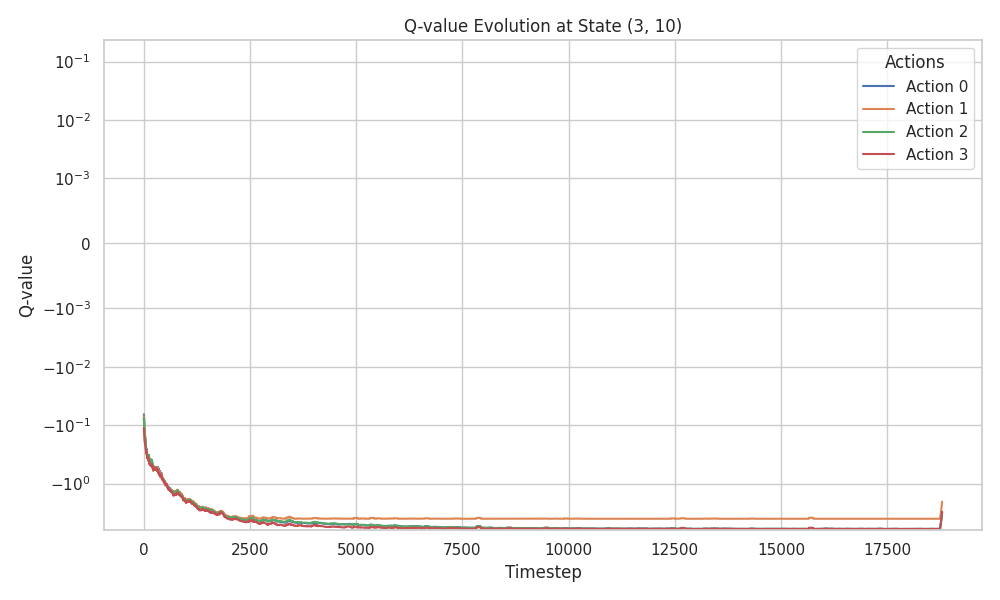 Q-value Evolution at State (3, 10)
Q-value
10⁻¹
10⁻²
10⁻³
0
−10⁻³
−10⁻²
−10⁻¹
−10⁰
Actions
Action 0
Action 1
Action 2
Action 3
0 2500 5000 7500 10000 12500 15000 17500
Timestep